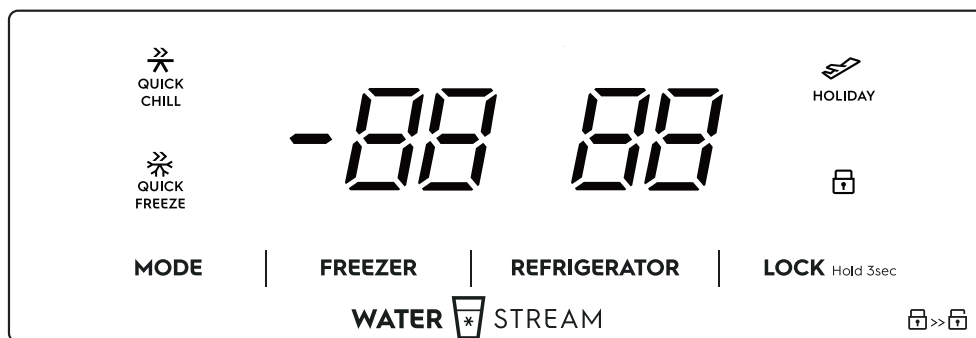 QUICK
CHILL
-88 88
HOLIDAY
QUICK
FREEZE
MODE
FREEZER
REFRIGERATOR
LOCK Hold 3sec
WATER STREAM
>>